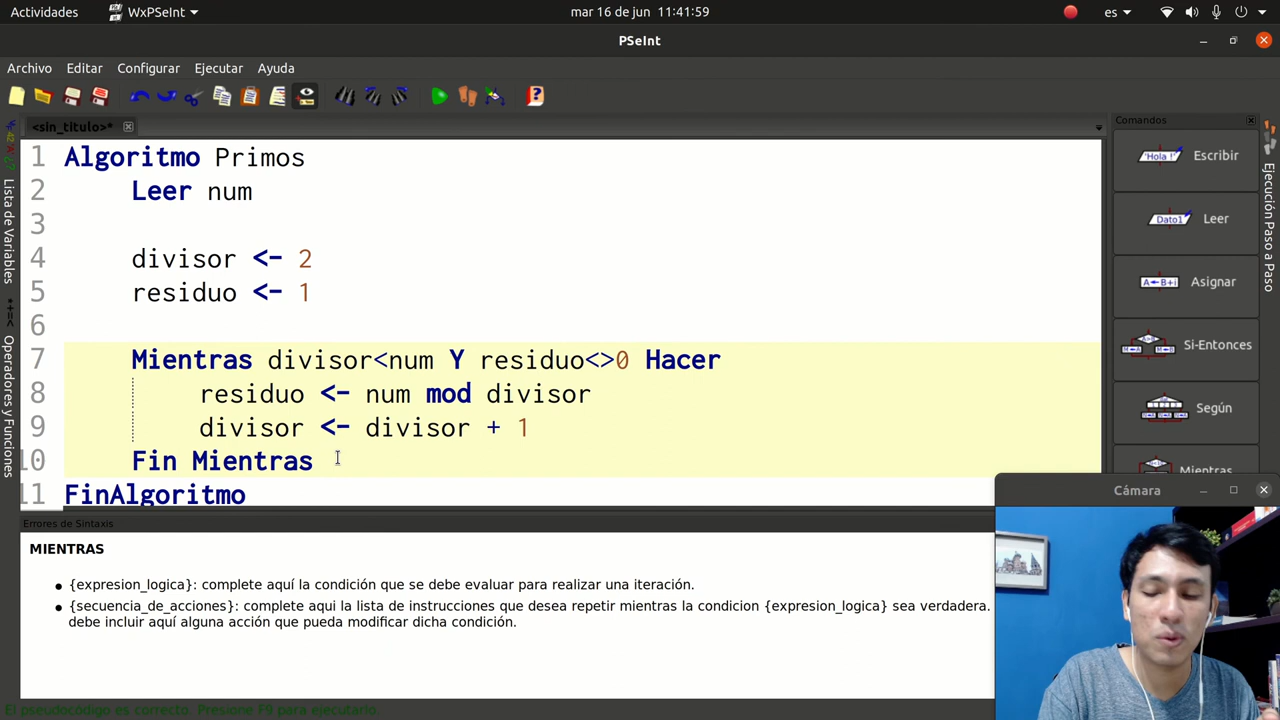 Actividades
WxPSeInt
mar 16 de jun 11:41:59
es
PSeInt
Archivo Editar Configurar Ejecutar Ayuda
<sin_titulo>*
Comandos
1 Algoritmo Primos
2 Leer num
3
4 divisor <- 2
5 residuo <- 1
6
7 Mientras divisor<num Y residuo<>0 Hacer
8 residuo <- num mod divisor
9 divisor <- divisor + 1
10 Fin Mientras
11 FinAlgoritmo
Lista de Variables
Operadores y Funciones
'Hola !' Escribir
Dato1 Leer
A←B+i Asignar
Si-Entonces
Según
Mientras
Ejecución Paso a Paso
Cámara
Errores de Sintaxis
MIENTRAS
• {expresion_logica}: complete aquí la condición que se debe evaluar para realizar una iteración.
• {secuencia_de_acciones}: complete aqui la lista de instrucciones que desea repetir mientras la condicion {expresion_logica} sea verdadera.
debe incluir aquí alguna acción que pueda modificar dicha condición.
El pseudocódigo es correcto. Presione F9 para ejecutarlo.